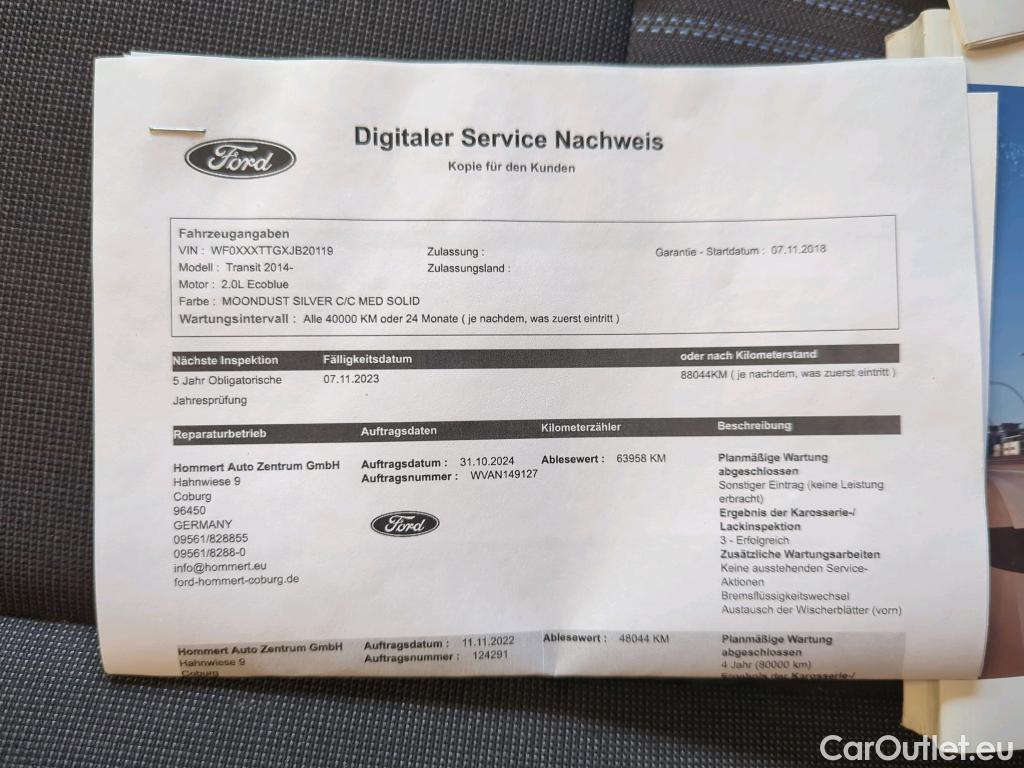 Ford
Digitaler Service Nachweis
Kopie für den Kunden
Fahrzeugangaben
VIN : WF0XXXTTGXJB20119
Zulassung :
Garantie - Startdatum : 07.11.2018
Modell : Transit 2014-
Zulassungsland :
Motor : 2.0L Ecoblue
Farbe : MOONDUST SILVER C/C MED SOLID
Wartungsintervall : Alle 40000 KM oder 24 Monate ( je nachdem, was zuerst eintritt )
Nächste Inspektion
Fälligkeitsdatum
oder nach Kilometerstand
5 Jahr Obligatorische
Jahresprüfung
07.11.2023
88044KM ( je nachdem, was zuerst eintritt )
Reparaturbetrieb
Auftragsdaten
Kilometerzähler
Beschreibung
Hommert Auto Zentrum GmbH
Hahnwiese 9
Coburg
96450
GERMANY
09561/828855
09561/8288-0
info@hommert.eu
ford-hommert-coburg.de
Auftragsdatum : 31.10.2024
Auftragsnummer : WVAN149127
Ford
Ablesewert : 63958 KM
Planmäßige Wartung
abgeschlossen
Sonstiger Eintrag (keine Leistung
erbracht)
Ergebnis der Karosserie-/
Lackinspektion
3 - Erfolgreich
Zusätzliche Wartungsarbeiten
Keine ausstehenden Service-
Aktionen
Bremsflüssigkeitswechsel
Austausch der Wischerblätter (vorn)
Hommert Auto Zentrum GmbH
Hahnwiese 9
Coburg
Auftragsdatum : 11.11.2022
Auftragsnummer : 124291
Ablesewert : 48044 KM
Planmäßige Wartung
abgeschlossen
4 Jahr (80000 km)
Ergebnis der Karosserie-/
CarOutlet.eu